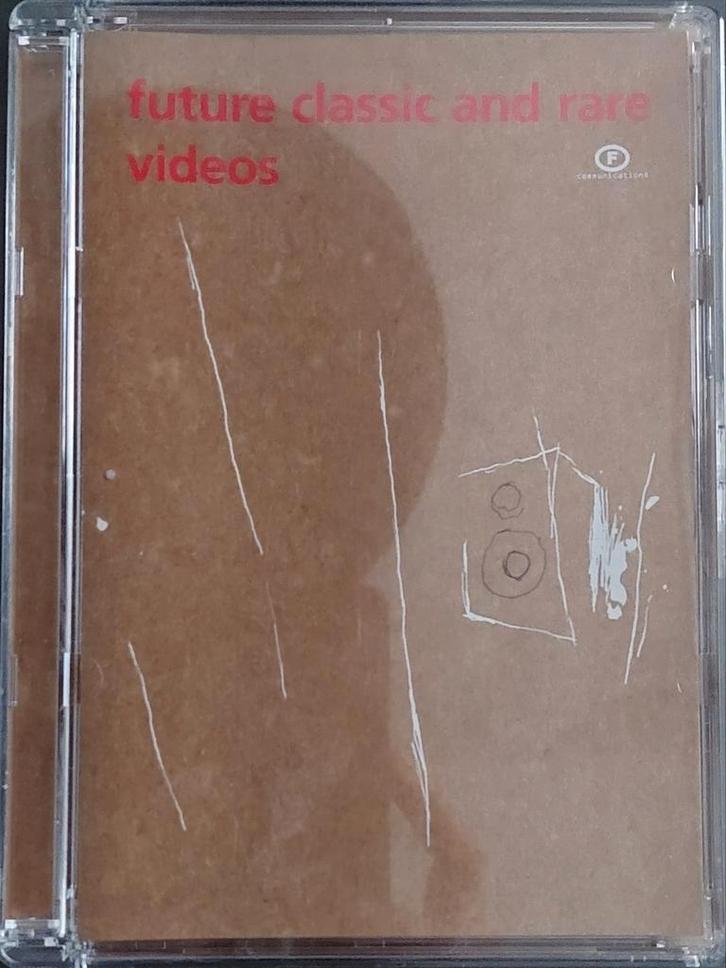 future classic and rare
videos
F
communications